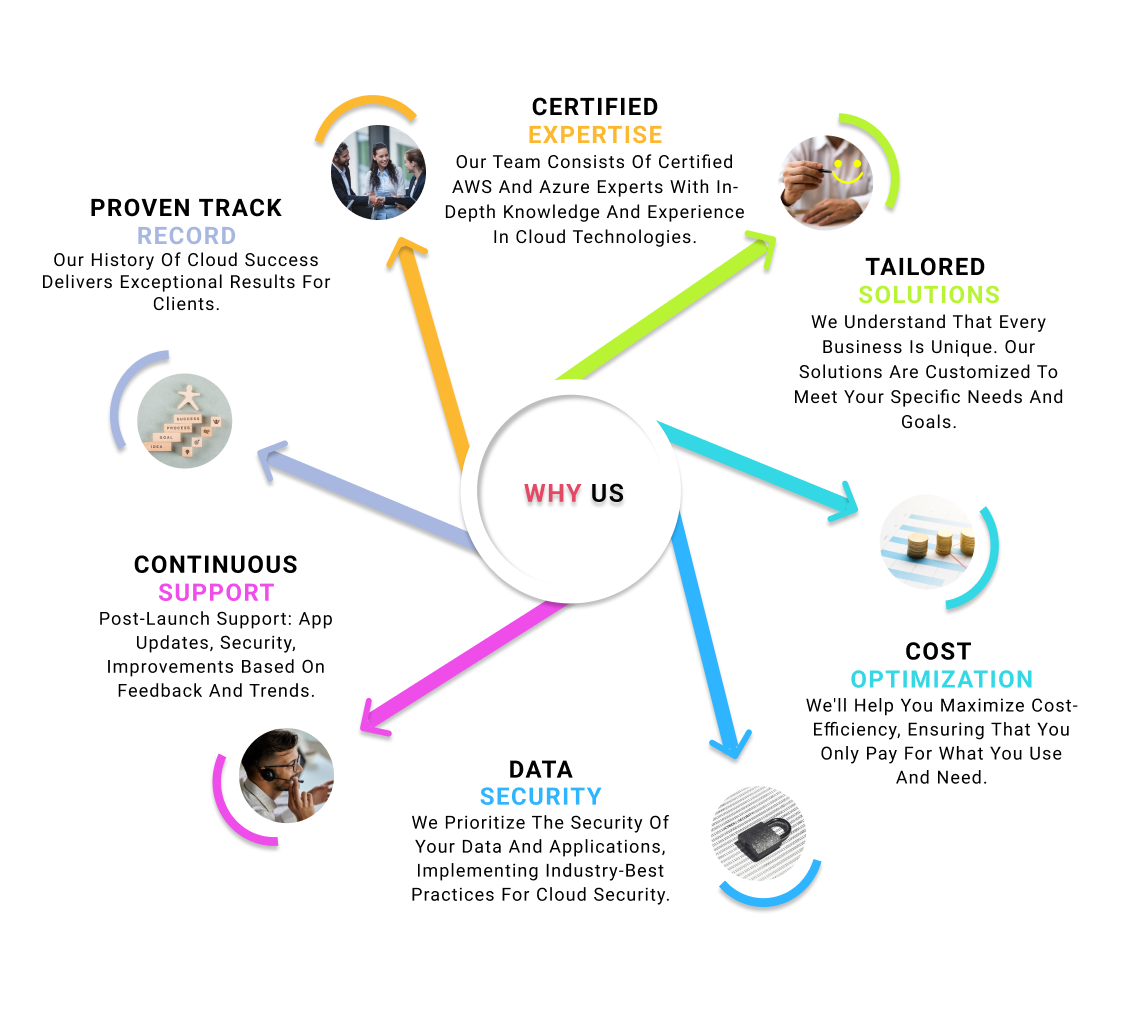 CERTIFIED
EXPERTISE
Our Team Consists Of Certified
AWS And Azure Experts With In-
Depth Knowledge And Experience
In Cloud Technologies.
TAILORED
SOLUTIONS
We Understand That Every
Business Is Unique. Our
Solutions Are Customized To
Meet Your Specific Needs And
Goals.
COST
OPTIMIZATION
We'll Help You Maximize Cost-
Efficiency, Ensuring That You
Only Pay For What You Use
And Need.
DATA
SECURITY
We Prioritize The Security Of
Your Data And Applications,
Implementing Industry-Best
Practices For Cloud Security.
CONTINUOUS
SUPPORT
Post-Launch Support: App
Updates, Security,
Improvements Based On
Feedback And Trends.
PROVEN TRACK
RECORD
Our History Of Cloud Success
Delivers Exceptional Results For
Clients.
SUCCESS
PROCESS
GOAL
IDEA
WHY US